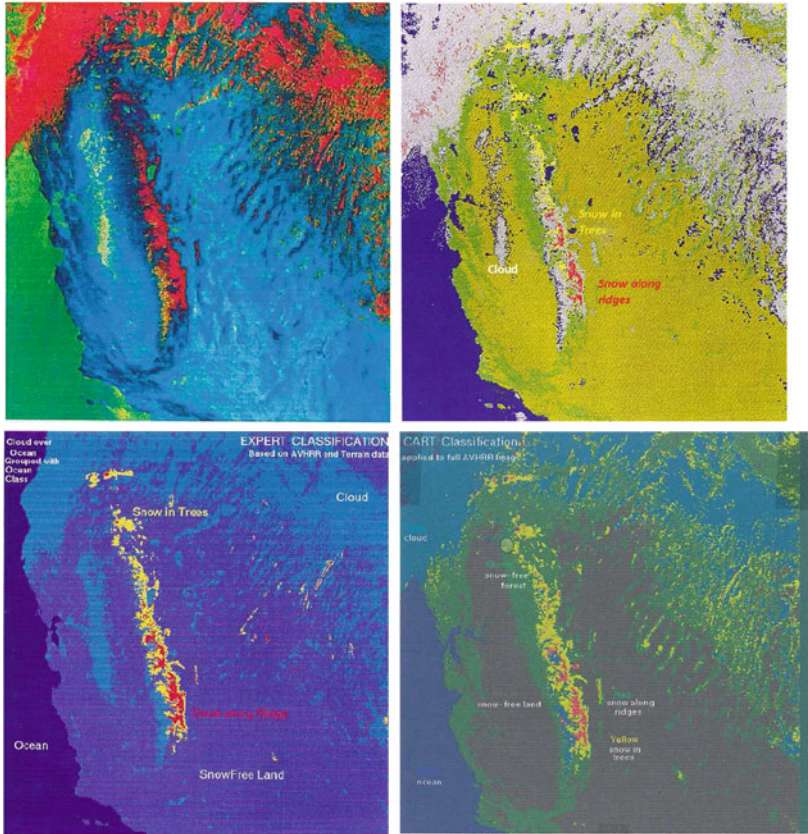 Snow in
Trees
Cloud
Snow along
ridges
Cloud over
Ocean
Grouped with
Ocean
Class
EXPERT CLASSIFICATION
Based on AVHRR and Terrain data
Cloud
Snow in Trees
Snow along Ridge
Ocean
SnowFree Land
CART Classification
applied to full AVHRR Image
cloud
snow-free
forest
snow-free land
Red
snow along
ridges
Yellow
snow in
trees
ocean